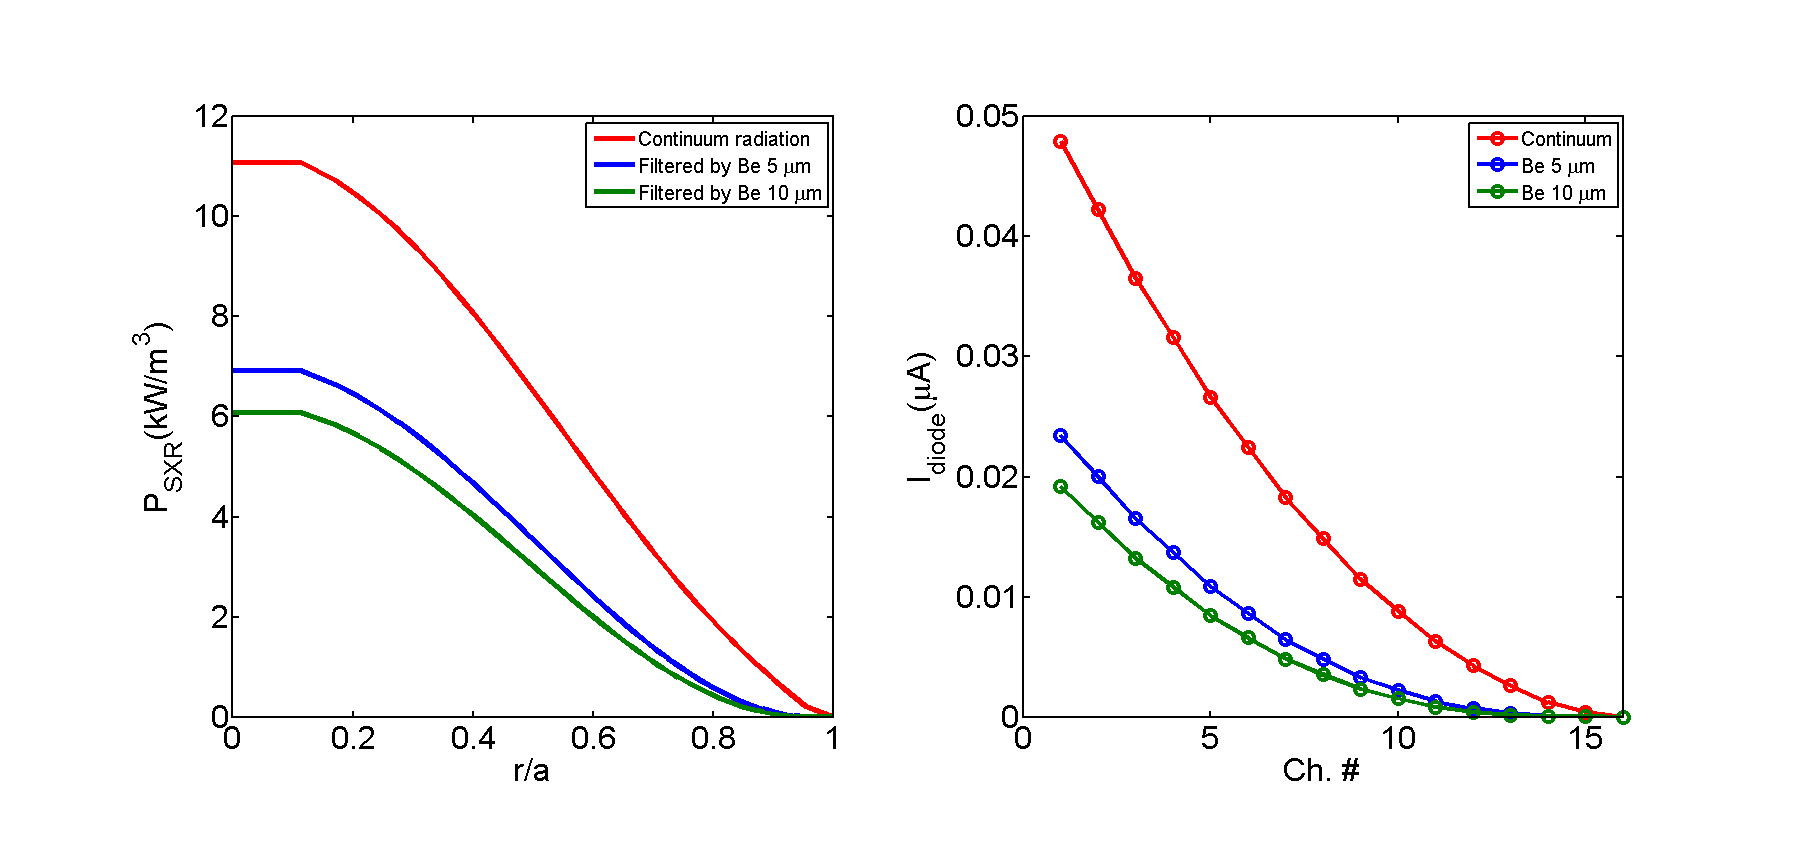 12
10
8
6
4
2
0
0
0.2
0.4
0.6
0.8
1
r/a
P_SXR(kW/m³)
Continuum radiation
Filtered by Be 5 μm
Filtered by Be 10 μm
0.05
0.04
0.03
0.02
0.01
0
0
5
10
15
Ch. #
I_diode(μA)
Continuum
Be 5 μm
Be 10 μm